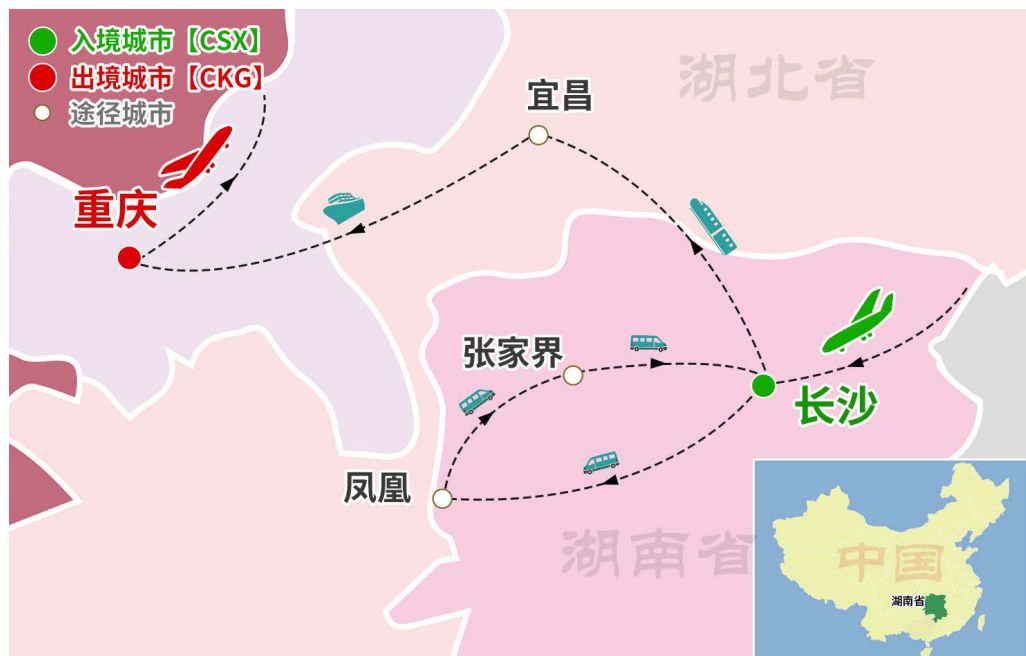 入境城市【CSX】
出境城市【CKG】
途径城市
湖北省
宜昌
重庆
张家界
长沙
凤凰
湖南省
中国
湖南省